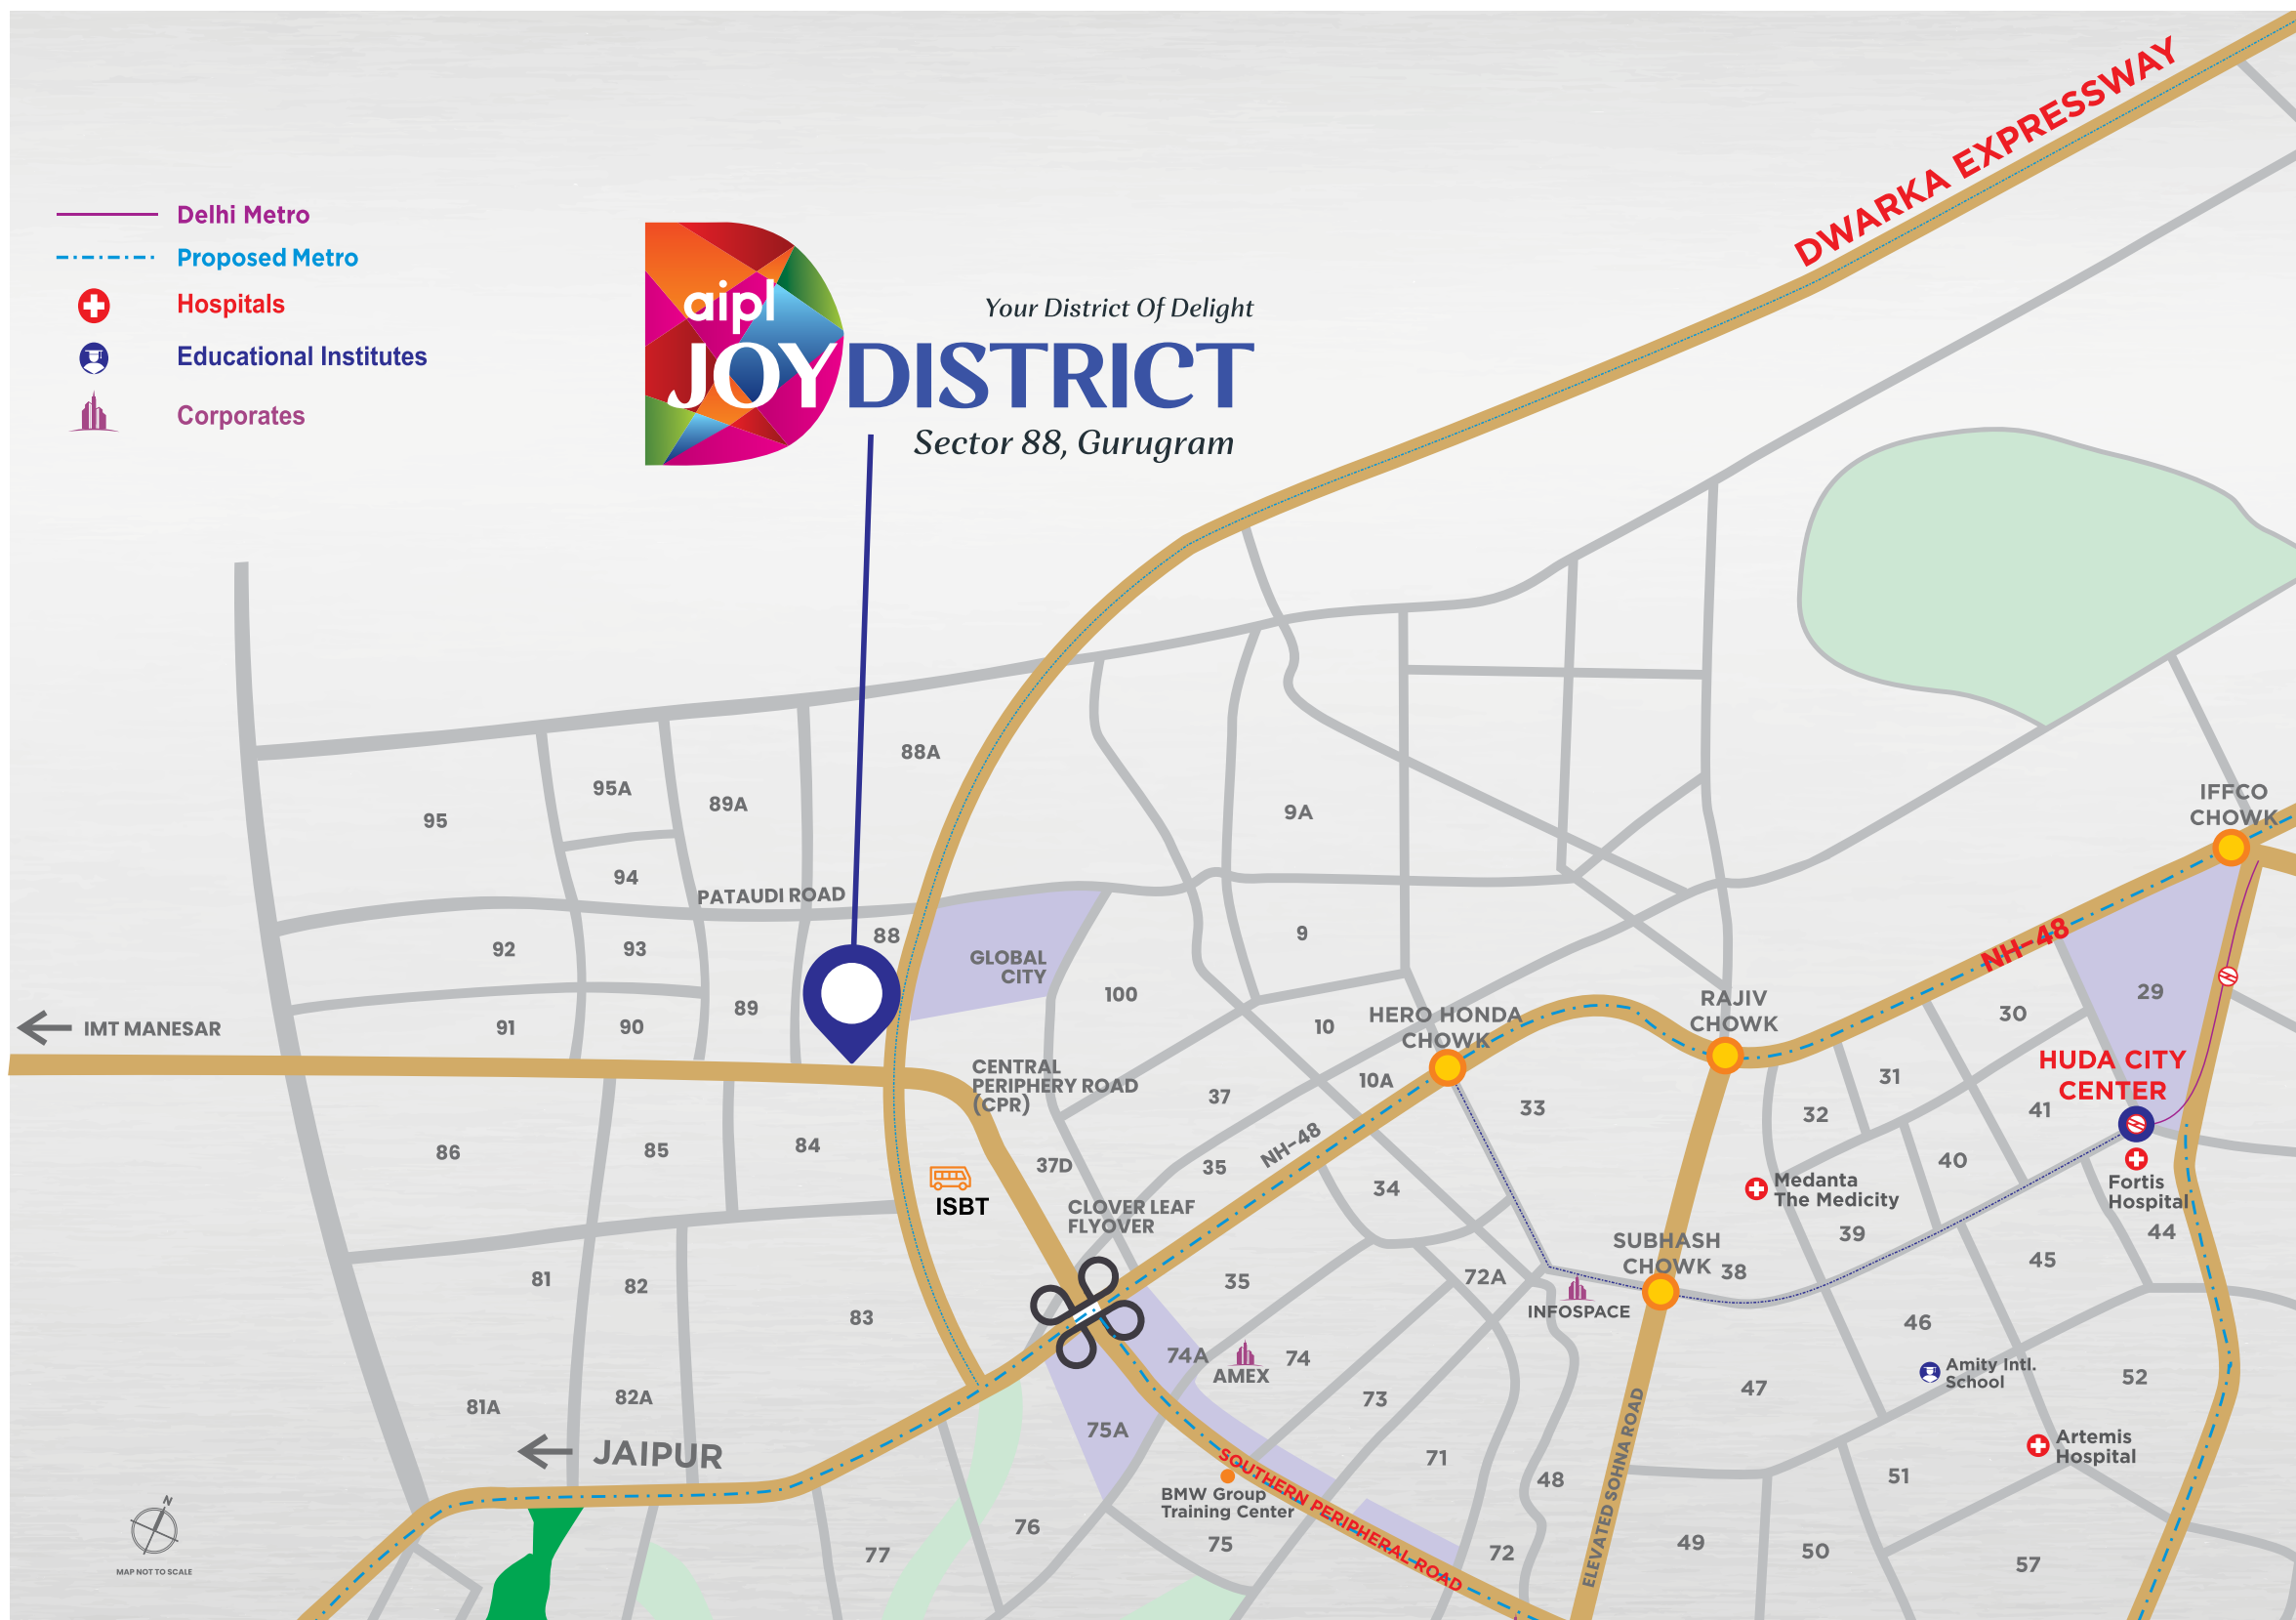 Delhi Metro
Proposed Metro
Hospitals
Educational Institutes
Corporates
aipl
Your District Of Delight
JOYDISTRICT
Sector 88, Gurugram
DWARKA EXPRESSWAY
88A
95A
89A
95
9A
IFFCO
CHOWK
94
PATAUDI ROAD
88
9
92
93
NH-48
GLOBAL
CITY
100
29
89
RAJIV
CHOWK
30
IMT MANESAR
91
90
10
HERO HONDA
CHOWK
CENTRAL
PERIPHERY ROAD
(CPR)
37
10A
33
31
32
HUDA CITY
CENTER
41
86
85
84
37D
35
NH-48
34
40
ISBT
Medanta
The Medicity
Fortis
Hospital
CLOVER LEAF
FLYOVER
39
44
SUBHASH
CHOWK
38
45
81
82
83
35
72A
INFOSPACE
46
74A
AMEX
74
Amity Intl.
School
52
81A
82A
75A
73
47
JAIPUR
71
48
ELEVATED SOHNA ROAD
Artemis
Hospital
51
SOUTHERN PERIPHERAL ROAD
BMW Group
Training Center
N
76
77
75
72
49
50
57
MAP NOT TO SCALE